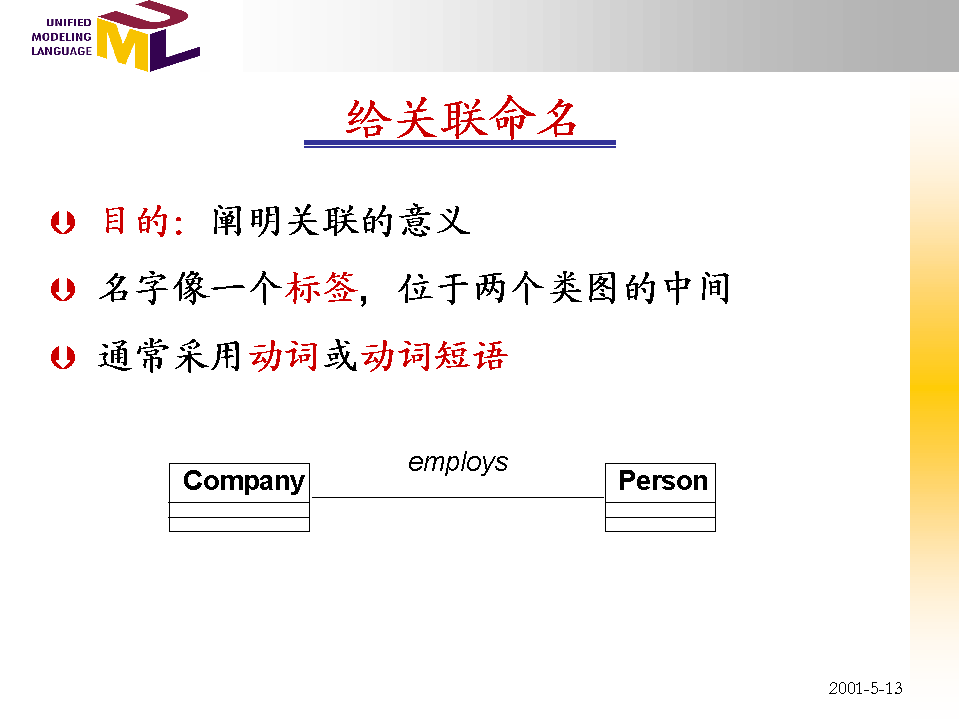 UNIFIED
MODELING
LANGUAGE
UML
给关联命名
目的：阐明关联的意义
名字像一个标签，位于两个类图的中间
通常采用动词或动词短语
employs
Company
Person
2001-5-13